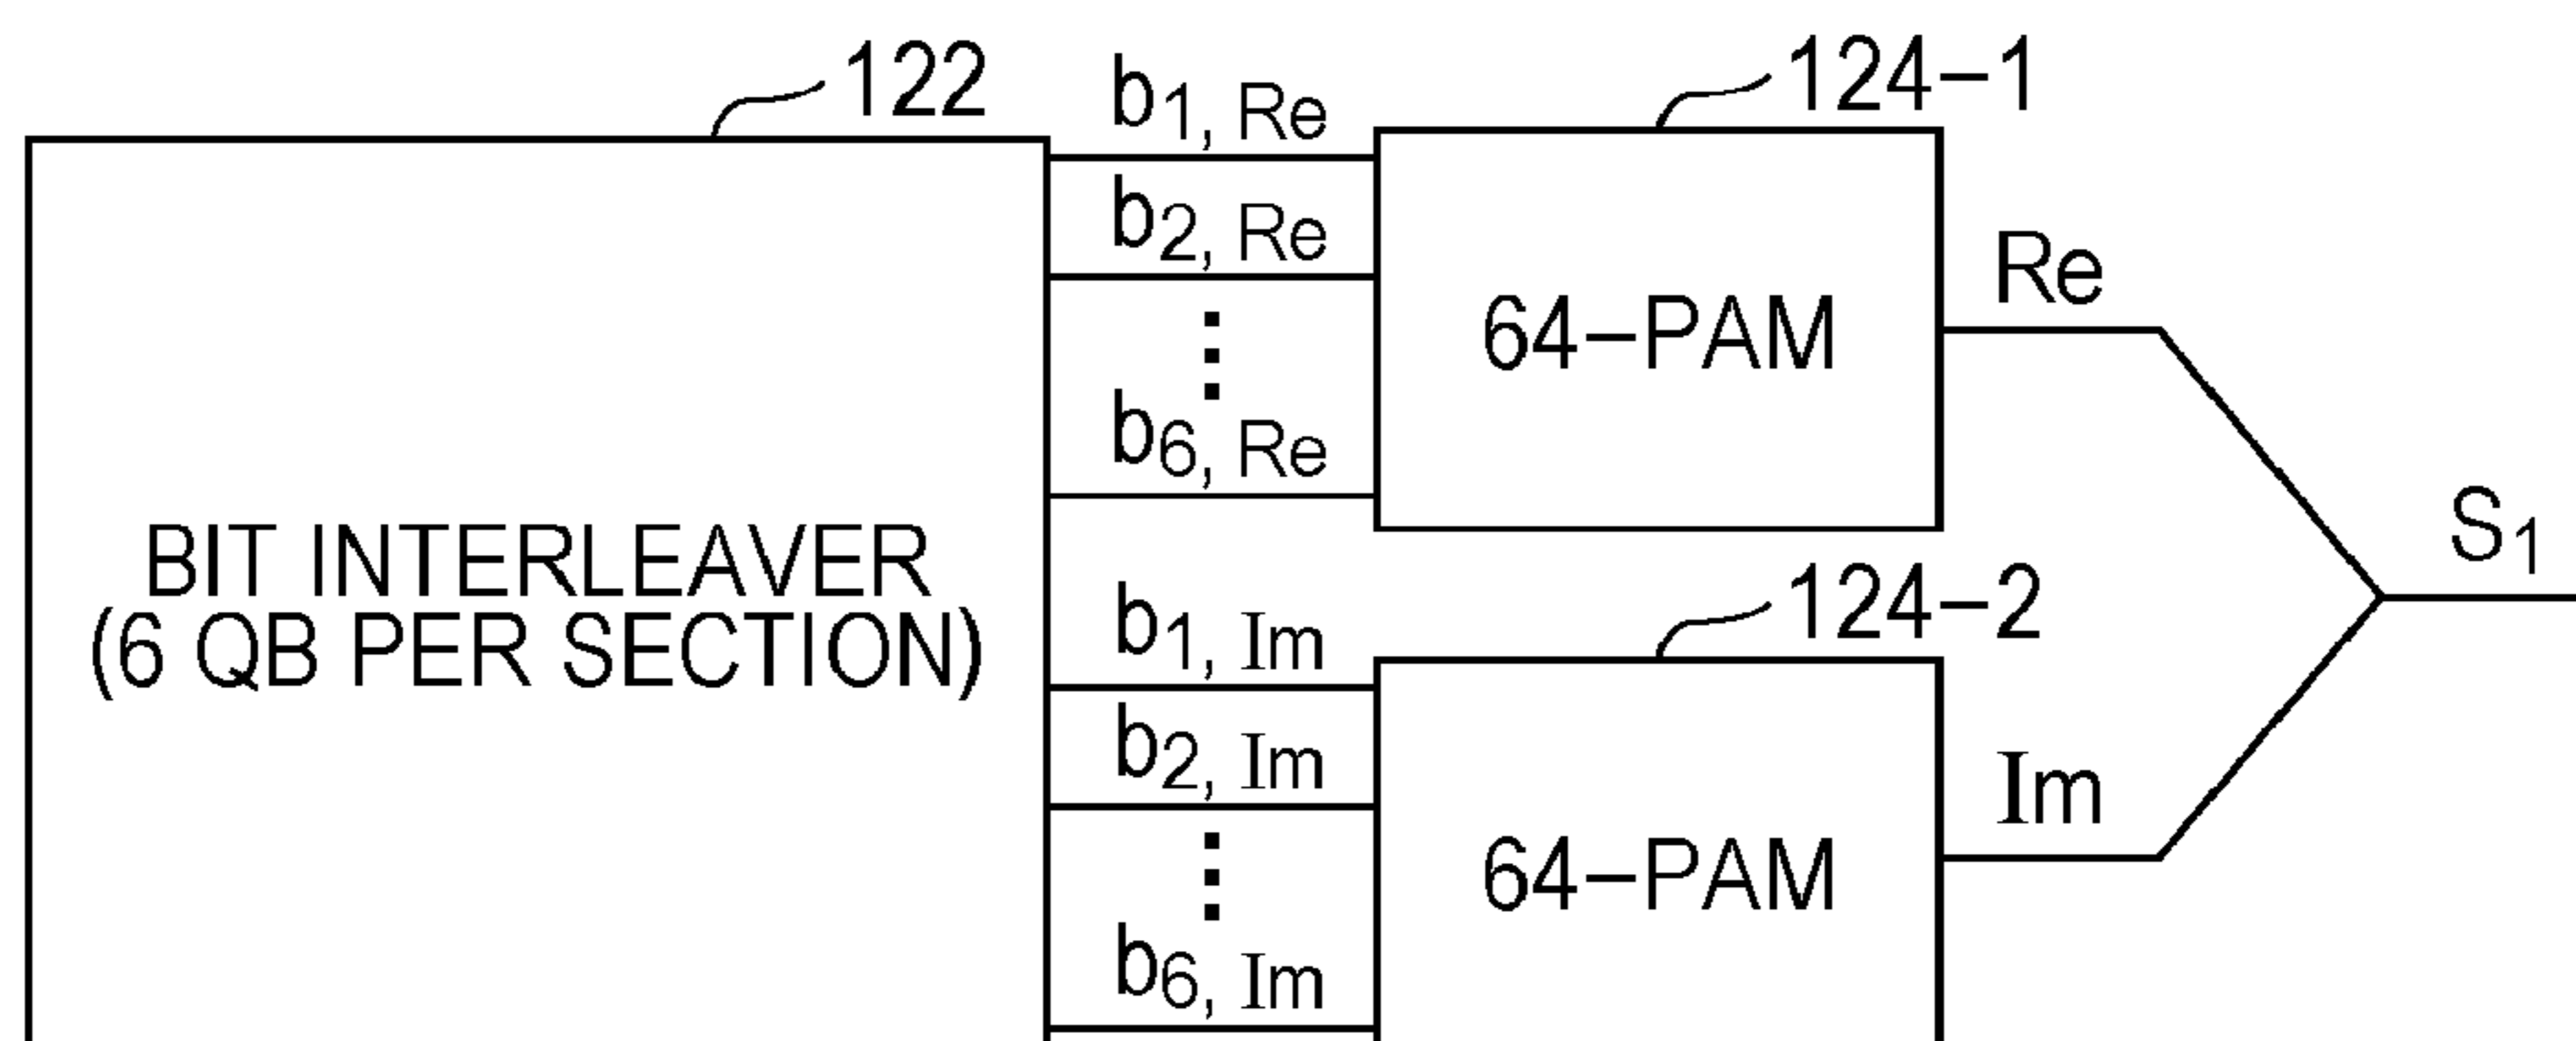 122
b1, Re
124-1
b2, Re
Re
64-PAM
b6, Re
S1
BIT INTERLEAVER
(6 QB PER SECTION)
b1, Im
124-2
b2, Im
Im
64-PAM
b6, Im